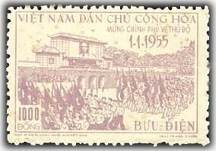 VIỆT NAM DÂN CHỦ CỘNG HÒA
MỪNG CHÍNH PHỦ VỀ THỦ ĐÔ
1·1·1955
1000
ĐỒNG
BƯU-ĐIỆN